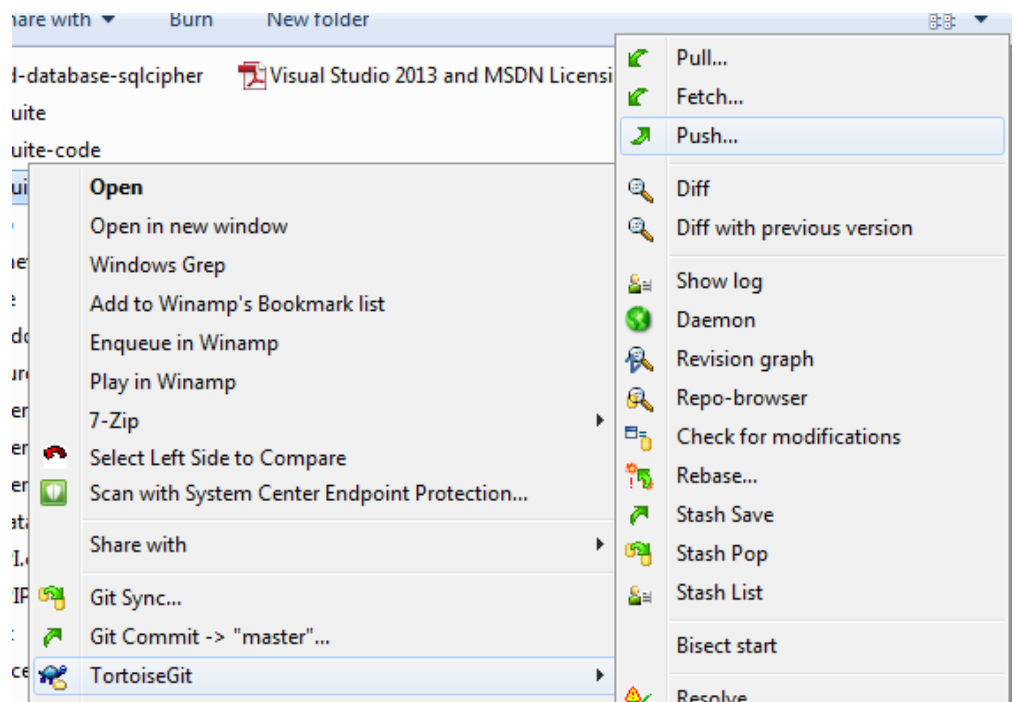 hare with Burn New folder
d-database-sqlcipher Visual Studio 2013 and MSDN Licensi
uite
uite-code
ui
Open
Open in new window
Windows Grep
Add to Winamp's Bookmark list
Enqueue in Winamp
Play in Winamp
7-Zip
Select Left Side to Compare
Scan with System Center Endpoint Protection...
Share with
Git Sync...
Git Commit -> "master"...
TortoiseGit
Pull...
Fetch...
Push...
Diff
Diff with previous version
Show log
Daemon
Revision graph
Repo-browser
Check for modifications
Rebase...
Stash Save
Stash Pop
Stash List
Bisect start
Resolve